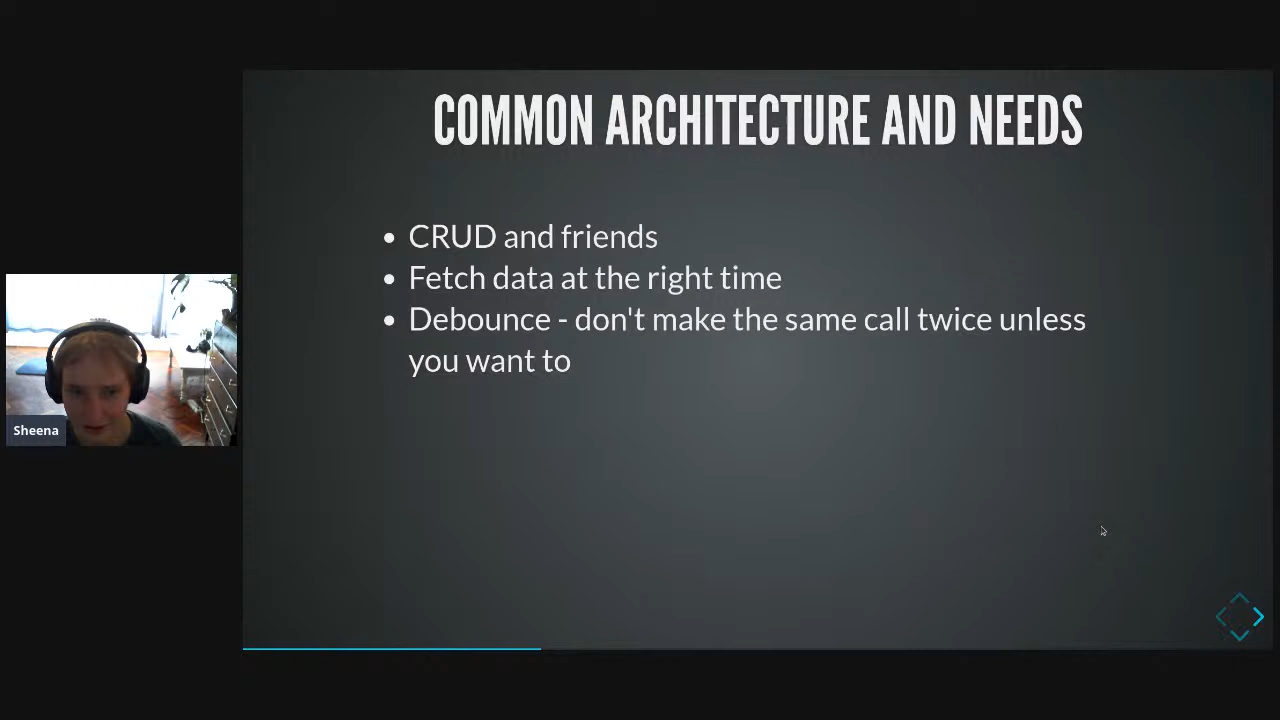 COMMON ARCHITECTURE AND NEEDS
CRUD and friends
Fetch data at the right time
Debounce - don't make the same call twice unless
you want to
Sheena